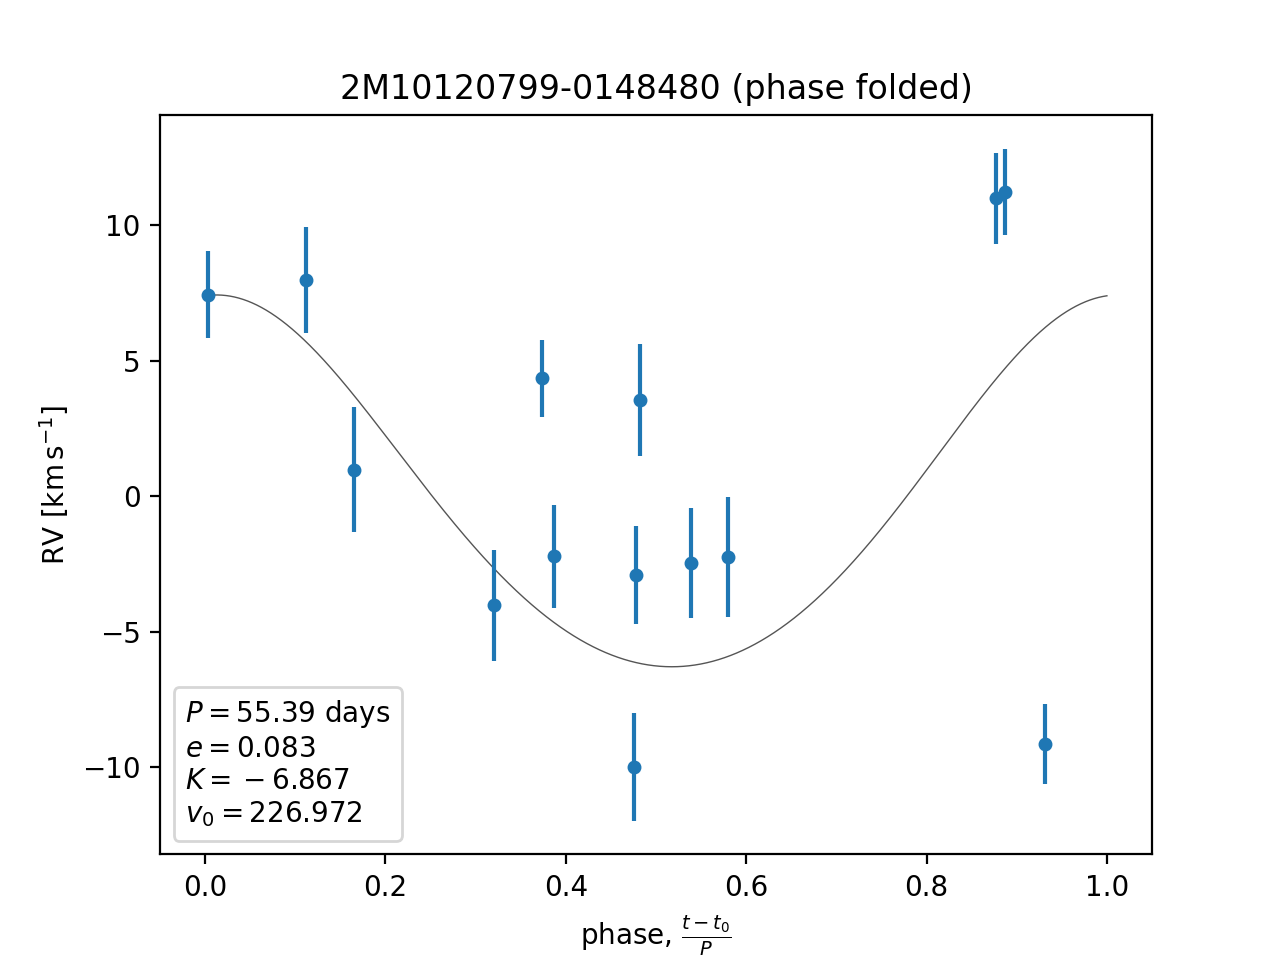 2M10120799-0148480 (phase folded)
RV [km s⁻¹]
10
5
0
−5
−10
P = 55.39 days
e = 0.083
K = −6.867
v₀ = 226.972
0.0 0.2 0.4 0.6 0.8 1.0
phase, (t − t₀)/P